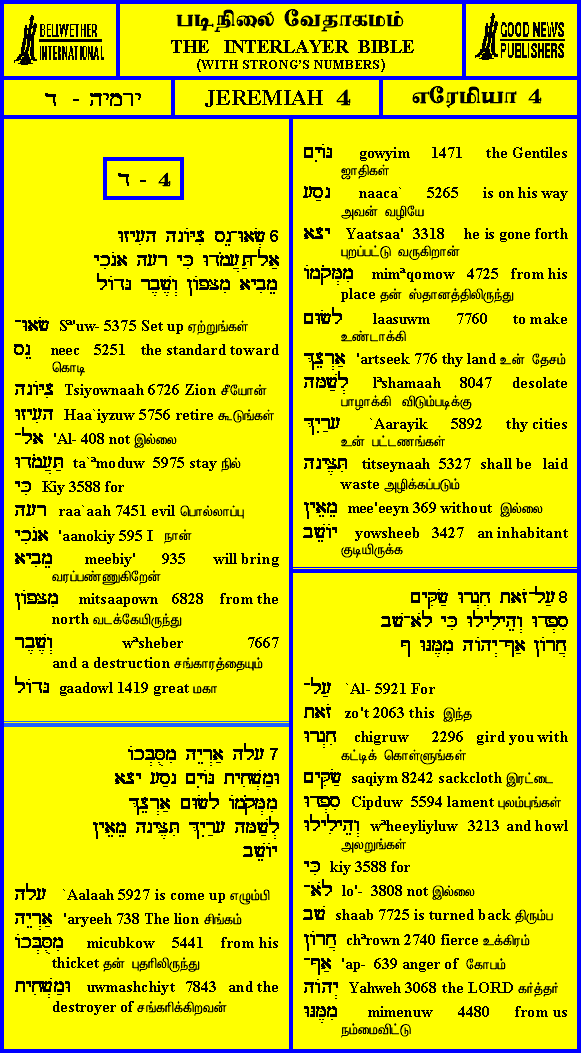 BELLWETHER
INTERNATIONAL
படிநிலை வேதாகமம்
THE INTERLAYER BIBLE
(WITH STRONG'S NUMBERS)
GOOD NEWS
PUBLISHERS
ירמיה - ד
JEREMIAH 4
எரேமியா 4
ד - 4
6 שְׂאוּ־נֵס צִיּוֹנָה הָעִיזוּ
אַל־תַּעֲמֹדוּ כִּי רָעָה אָנֹכִי
מֵבִיא מִצָּפוֹן וְשֶׁבֶר גָּדוֹל
שְׂאוּ־ Sᵊ'uw- 5375 Set up ஏற்றுங்கள்
נֵס neec 5251 the standard toward
கொடி
צִיּוֹנָה Tsiyownaah 6726 Zion சீயோன்
הָעִיזוּ Haa`iyzuw 5756 retire கூடுங்கள்
אַל־ 'Al- 408 not இல்லை
תַּעֲמֹדוּ ta`ᵃmoduw 5975 stay நில்
כִּי Kiy 3588 for
רָעָה raa`aah 7451 evil பொல்லாப்பு
אָנֹכִי 'aanokiy 595 I நான்
מֵבִיא meebiy' 935 will bring
வரப்பண்ணுகிறேன்
מִצָּפוֹן mitsaapown 6828 from the
north வடக்கேயிருந்து
וְשֶׁבֶר wᵊsheber 7667
and a destruction சங்காரத்தையும்
גָּדוֹל gaadowl 1419 great மகா
7 עָלָה אַרְיֵה מִסֻּבְּכוֹ
וּמַשְׁחִית גּוֹיִם נָסַע יָצָא
מִמְּקֹמוֹ לָשׂוּם אַרְצֵךְ
לְשַׁמָּה עָרַיִךְ תִּצֶּינָה מֵאֵין
יוֹשֵׁב
עָלָה `Aalaah 5927 is come up எழும்பி
אַרְיֵה 'aryeeh 738 The lion சிங்கம்
מִסֻּבְּכוֹ micubkow 5441 from his
thicket தன் புதரிலிருந்து
וּמַשְׁחִית uwmashchiyt 7843 and the
destroyer of சங்கரிக்கிறவன்
גּוֹיִם gowyim 1471 the Gentiles
ஜாதிகள்
נָסַע naaca` 5265 is on his way
அவன் வழியே
יָצָא Yaatsaa' 3318 he is gone forth
புறப்பட்டு வருகிறான்
מִמְּקֹמוֹ mimᵊqomow 4725 from his
place தன் ஸ்தானத்திலிருந்து
לָשׂוּם laasuwm 7760 to make
உண்டாக்கி
אַרְצֵךְ 'artseek 776 thy land உன் தேசம்
לְשַׁמָּה lᵊshamaah 8047 desolate
பாழாக்கி விடும்படிக்கு
עָרַיִךְ `Aarayik 5892 thy cities
உன் பட்டணங்கள்
תִּצֶּינָה titseynaah 5327 shall be laid
waste அழிக்கப்படும்
מֵאֵין mee'eeyn 369 without இல்லை
יוֹשֵׁב yowsheeb 3427 an inhabitant
குடியிருக்க
8 עַל־זֹאת חִגְרוּ שַׂקִּים
סִפְדוּ וְהֵילִילוּ כִּי לֹא־שָׁב
חֲרוֹן אַף־יְהוָֹה מִמֶּנּוּ ף
עַל־ `Al- 5921 For
זֹאת zo't 2063 this இந்த
חִגְרוּ chigruw 2296 gird you with
கட்டிக் கொள்ளுங்கள்
שַׂקִּים saqiym 8242 sackcloth இரட்டை
סִפְדוּ Cipduw 5594 lament புலம்புங்கள்
וְהֵילִילוּ wᵊheeyliyluw 3213 and howl
அலறுங்கள்
כִּי kiy 3588 for
לֹא־ lo'- 3808 not இல்லை
שָׁב shaab 7725 is turned back திரும்ப
חֲרוֹן chᵃrown 2740 fierce உக்கிரம்
אַף־ 'ap- 639 anger of கோபம்
יְהוָֹה Yahweh 3068 the LORD கர்த்தர்
מִמֶּנּוּ mimenuw 4480 from us
நம்மைவிட்டு